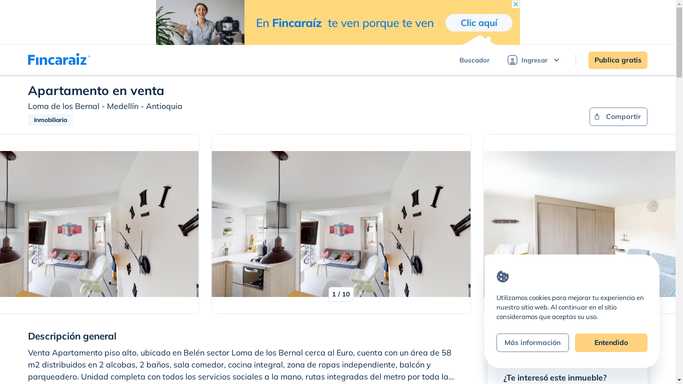 En Fincaraíz te ven porque te ven
Clic aquí
Fincaraiz
Buscador
Ingresar
Publica gratis
Apartamento en venta
Loma de los Bernal - Medellín - Antioquia
Inmobiliaria
Compartir
1 / 10
Utilizamos cookies para mejorar tu experiencia en
nuestro sitio web. Al continuar en el sitio
consideramos que aceptas su uso.
Más información
Entendido
Descripción general
Venta Apartamento piso alto, ubicado en Belén sector Loma de los Bernal cerca al Euro, cuenta con un área de 58
m2 distribuidos en 2 alcobas, 2 baños, sala comedor, cocina integral, zona de ropas independiente, balcón y
parqueadero. Unidad completa con todos los servicios sociales a la mano, rutas integradas del metro por toda la...
¿Te interesó este inmueble?